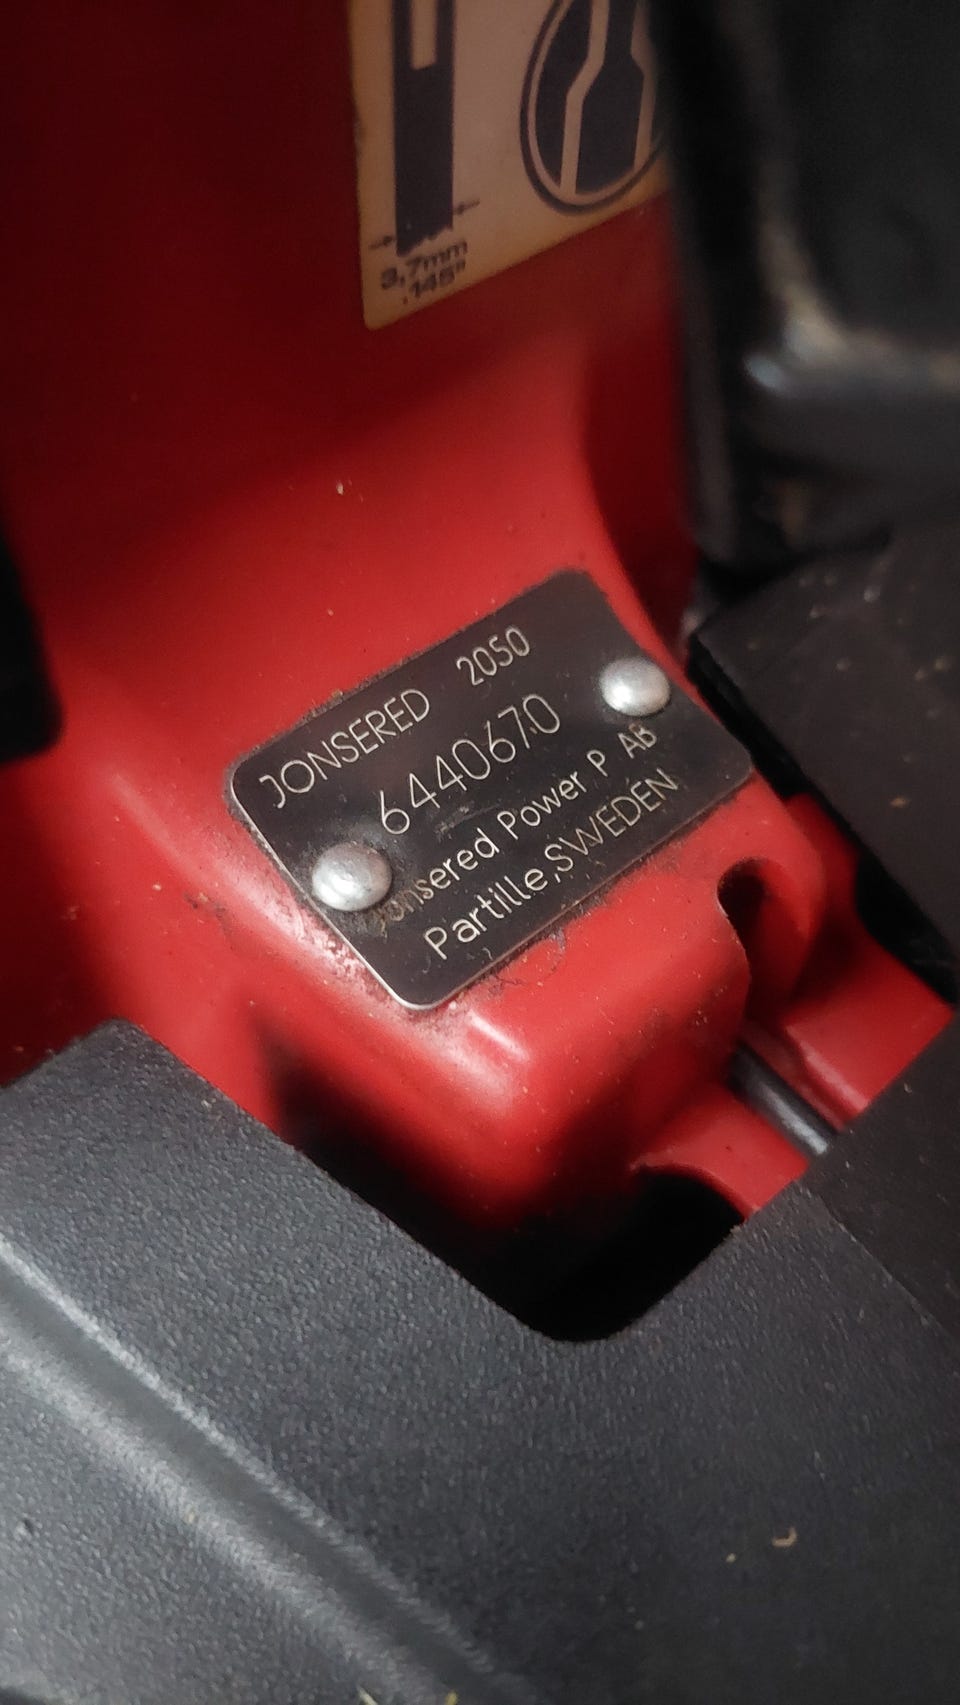 3,7mm
.145"
JONSERED 2050
6440670
Jonsered Power P AB
Partille,SWEDEN